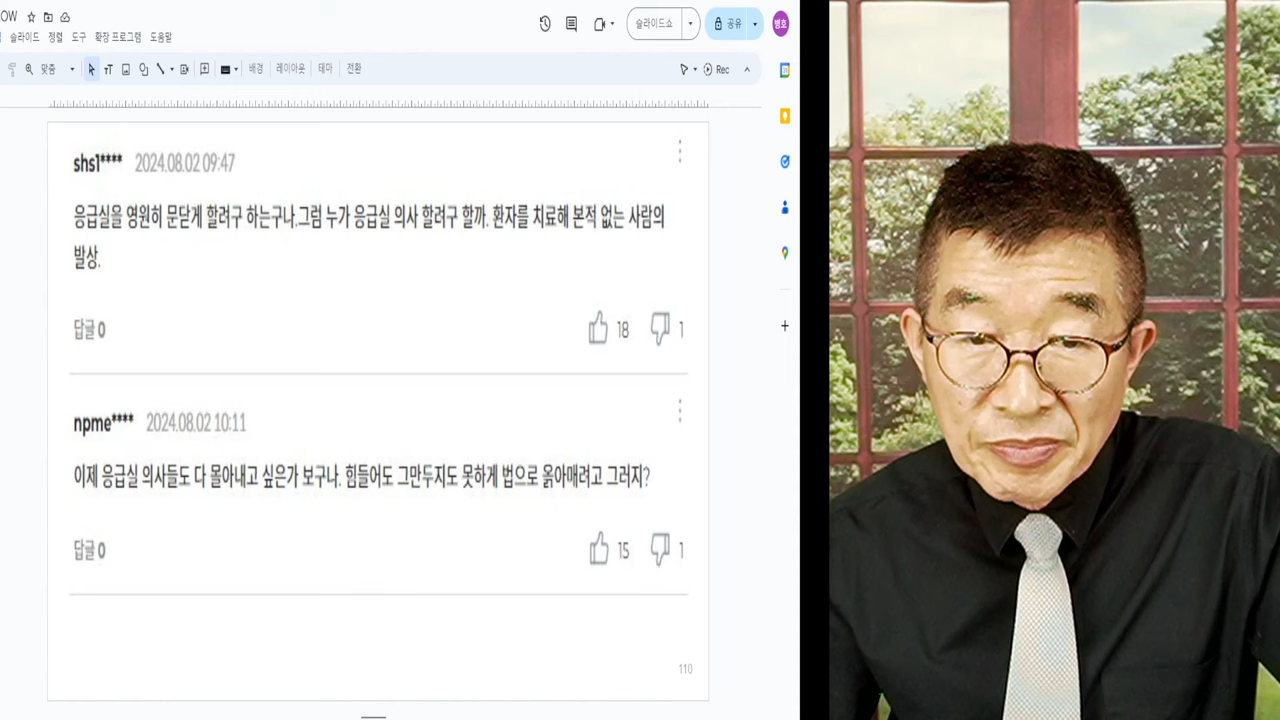 OW
슬라이드 정렬 도구 확장 프로그램 도움말
슬라이드쇼
공유
병호
맞춤
배경 레이아웃 테마 전환
Rec
shsl**** 2024.08.02 09:47
응급실을 영원히 문닫게 할려구 하는구나.그럼 누가 응급실 의사 할려구 할까. 환자를 치료해 본적 없는 사람의
발상.
답글 0
18 1
npme**** 2024.08.02 10:11
이제 응급실 의사들도 다 몰아내고 싶은가 보구나. 힘들어도 그만두지도 못하게 법으로 옭아매려고 그러지?
답글 0
15 1
110